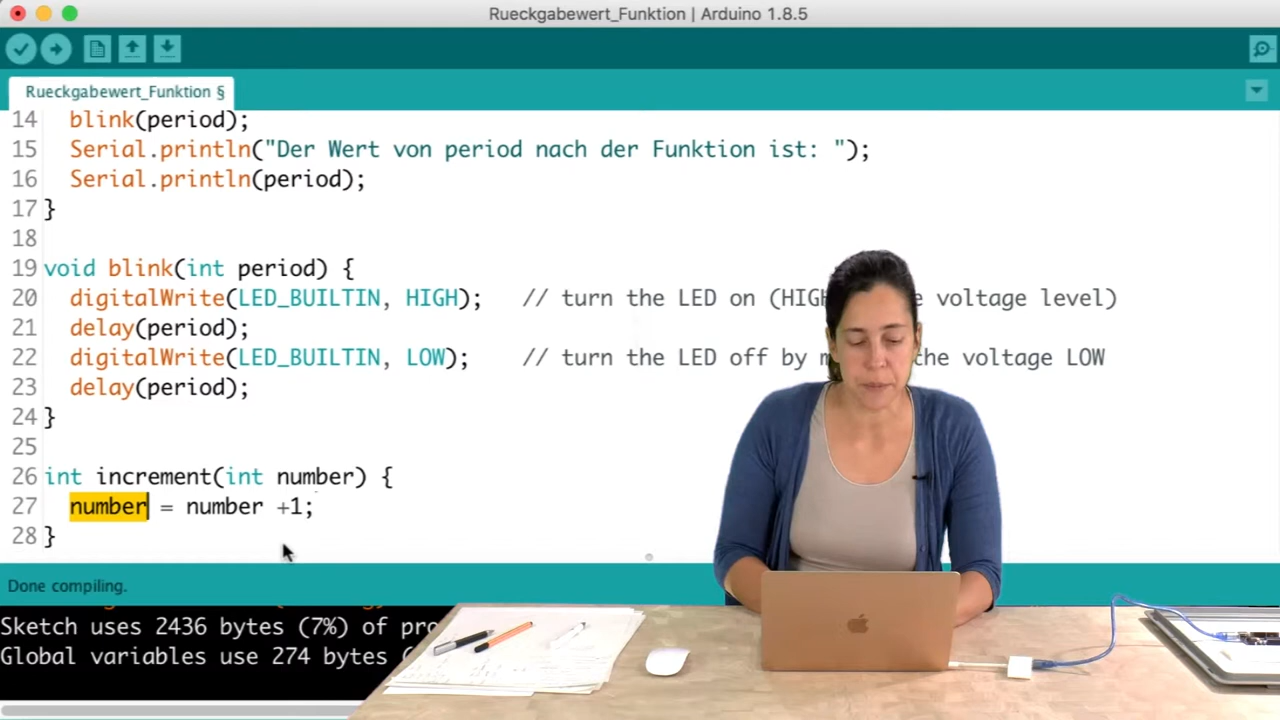 Rueckgabewert_Funktion | Arduino 1.8.5
Rueckgabewert_Funktion §
14 blink(period);
15 Serial.println("Der Wert von period nach der Funktion ist: ");
16 Serial.println(period);
17 }
18
19 void blink(int period) {
20 digitalWrite(LED_BUILTIN, HIGH); // turn the LED on (HIGH voltage level)
21 delay(period);
22 digitalWrite(LED_BUILTIN, LOW); // turn the LED off by the voltage LOW
23 delay(period);
24 }
25
26 int increment(int number) {
27 number = number +1;
28 }
Done compiling.
Sketch uses 2436 bytes (7%) of
Global variables use 274 bytes